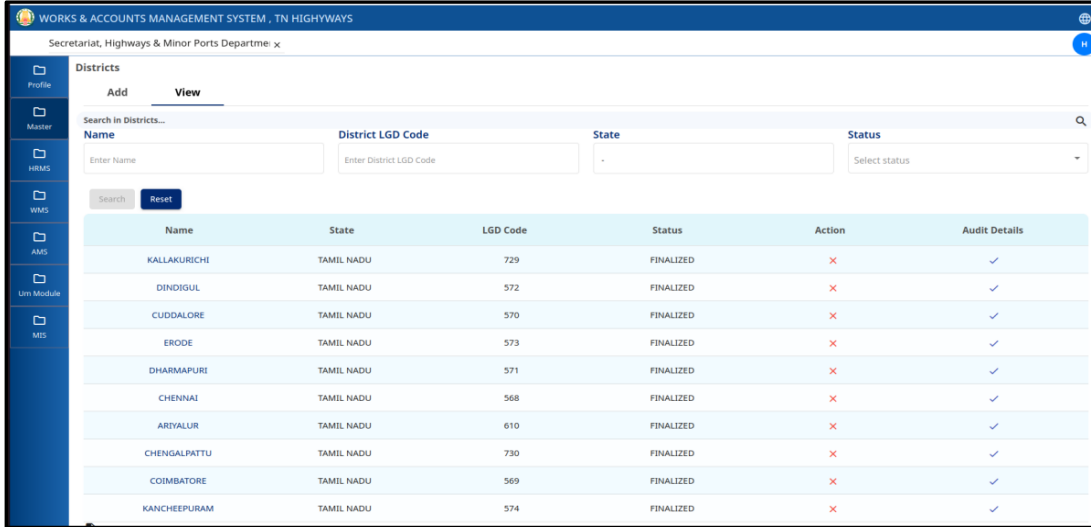 WORKS & ACCOUNTS MANAGEMENT SYSTEM , TN HIGHYWAYS
Secretariat, Highways & Minor Ports Departme
H
Profile
Master
HRMS
WMS
AMS
Um Module
MIS
Districts
Add View
Search in Districts...
Name District LGD Code State Status
Enter Name Enter District LGD Code - Select status
Search Reset
Name State LGD Code Status Action Audit Details
KALLAKURICHI TAMIL NADU 729 FINALIZED
DINDIGUL TAMIL NADU 572 FINALIZED
CUDDALORE TAMIL NADU 570 FINALIZED
ERODE TAMIL NADU 573 FINALIZED
DHARMAPURI TAMIL NADU 571 FINALIZED
CHENNAI TAMIL NADU 568 FINALIZED
ARIYALUR TAMIL NADU 610 FINALIZED
CHENGALPATTU TAMIL NADU 730 FINALIZED
COIMBATORE TAMIL NADU 569 FINALIZED
KANCHEEPURAM TAMIL NADU 574 FINALIZED